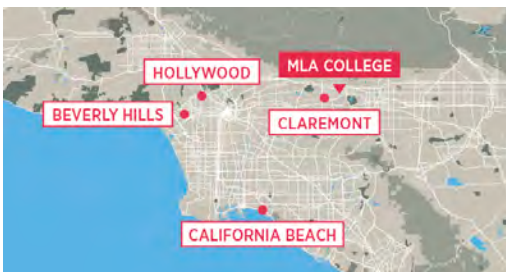 HOLLYWOOD
MLA COLLEGE
BEVERLY HILLS
CLAREMONT
CALIFORNIA BEACH